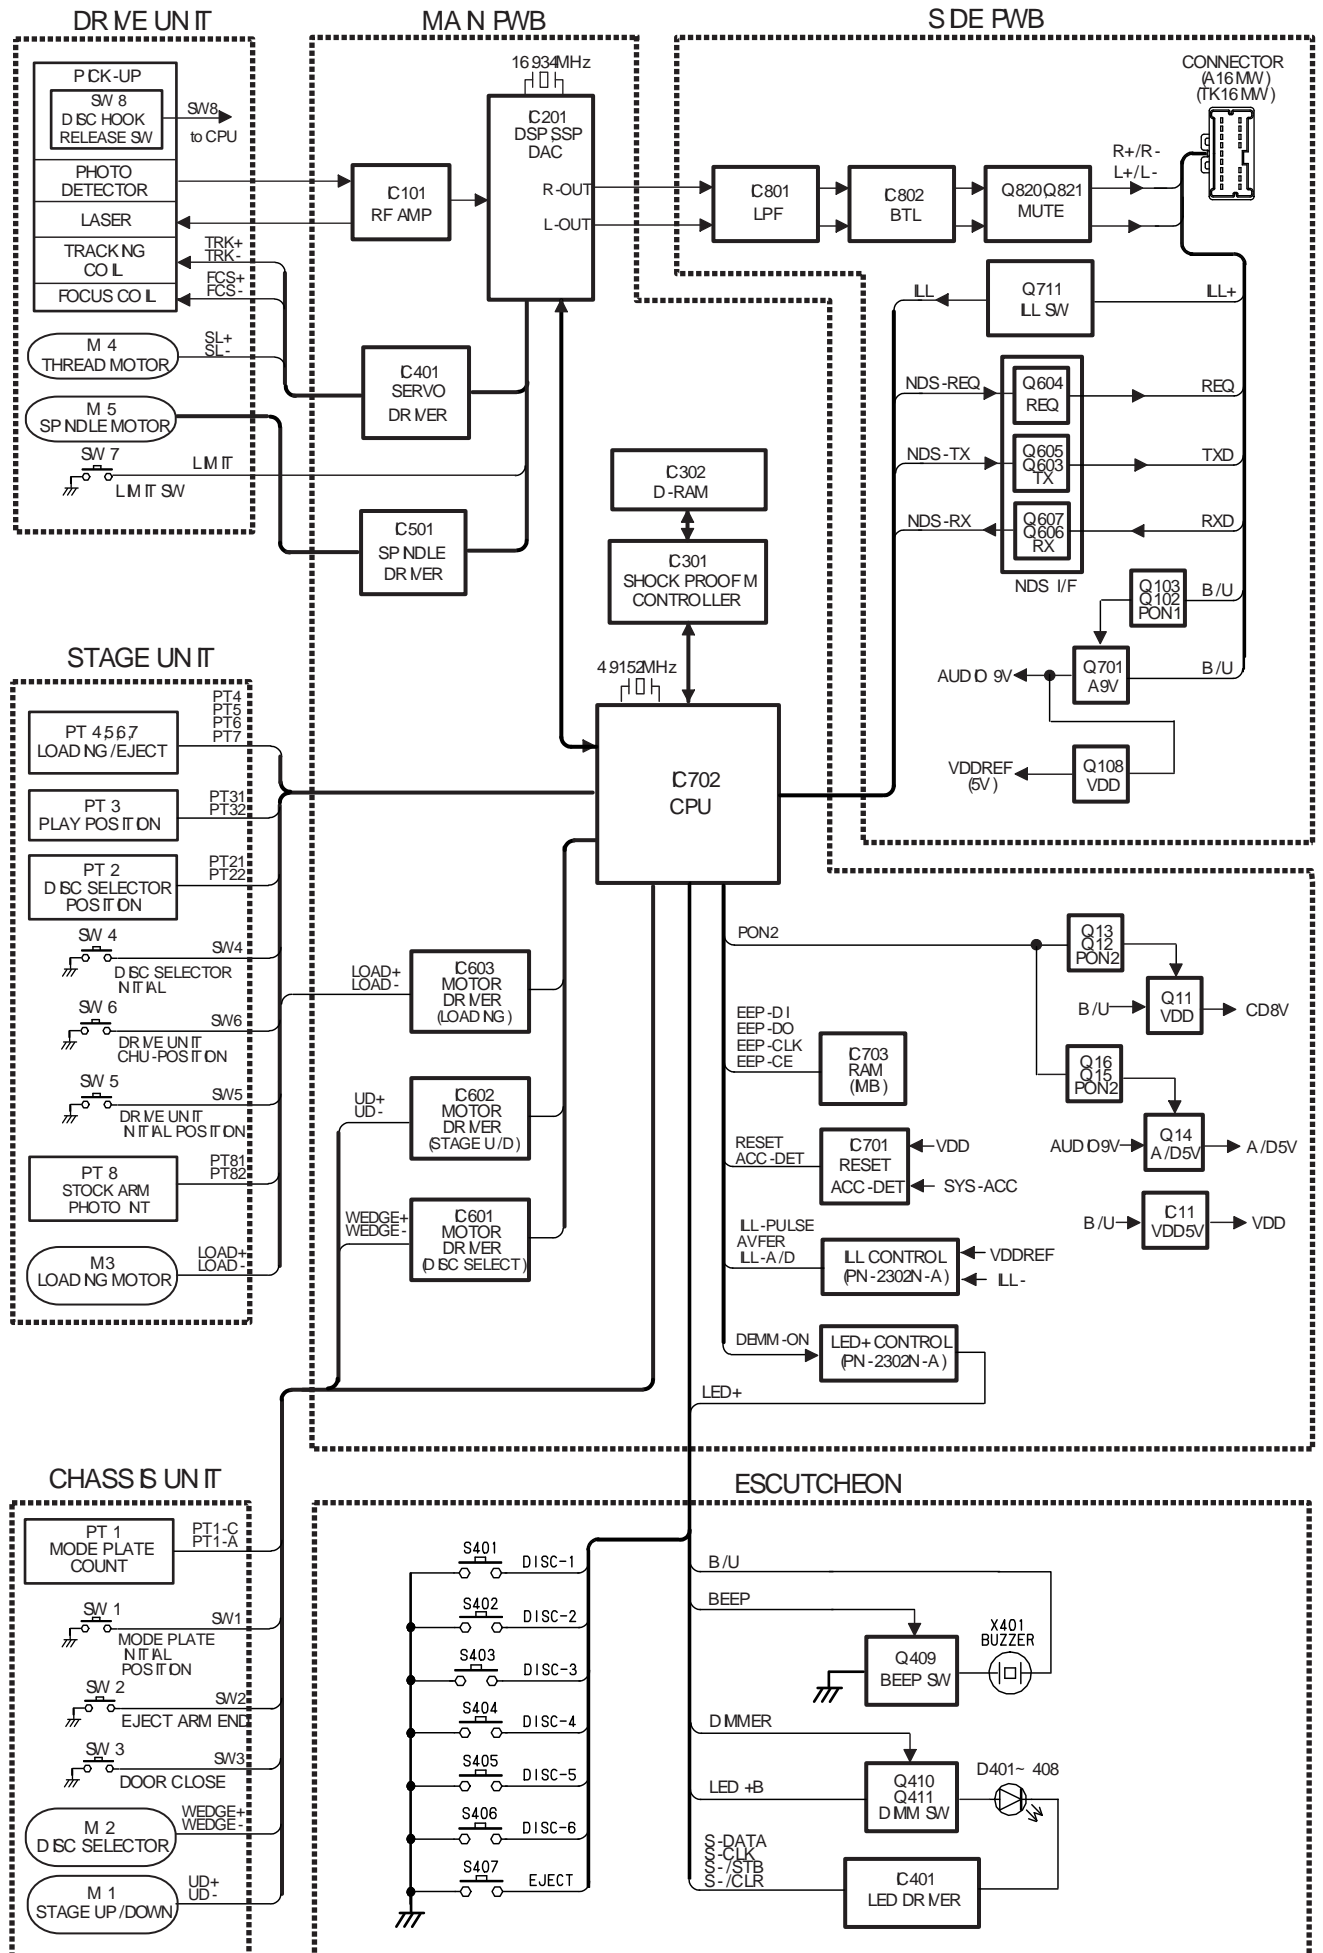 DRIVE UNIT
MAIN PWB
SIDE PWB
PICK-UP
SW 8
DISC HOOK
RELEASE SW
SW8
to CPU
PHOTO
DETECTOR
LASER
TRACKING
COIL
FOCUS COIL
TRK+
TRK-
FCS+
FCS-
M 4
THREAD MOTOR
SL+
SL-
M 5
SPINDLE MOTOR
SW 7
LIMIT
LIMIT SW
16.934MHz
IC201
DSP,SSP
DAC
R-OUT
L-OUT
IC101
RF AMP
IC401
SERVO
DRIVER
IC501
SPINDLE
DRIVER
IC302
D-RAM
IC301
SHOCK PROOF M
CONTROLLER
4.9152MHz
IC702
CPU
CONNECTOR
(A16MW)
(TK16MW)
R+/R-
L+/L-
IC801
LPF
IC802
BTL
Q820,Q821
MUTE
ILL
Q711
ILL SW
ILL+
NDS-REQ
Q604
REQ
REQ
NDS-TX
Q605
Q603
TX
TXD
NDS-RX
Q607
Q606
RX
RXD
NDS I/F
Q103
Q102
PON1
B/U
AUDIO 9V
Q701
A9V
B/U
VDDREF
(5V)
Q108
VDD
STAGE UNIT
PT 4,5,6,7
LOADING/EJECT
PT4
PT5
PT6
PT7
PT 3
PLAY POSITION
PT31
PT32
PT 2
DISC SELECTOR
POSITION
PT21
PT22
SW 4
SW4
DISC SELECTOR
INITIAL
SW 6
SW6
DRIVE UNIT
CHU-POSITION
SW 5
SW5
DRIVE UNIT
INITIAL POSITION
PT 8
STOCK ARM
PHOTO INT
PT81
PT82
M3
LOADING MOTOR
LOAD+
LOAD-
LOAD+
LOAD-
IC603
MOTOR
DRIVER
(LOADING)
UD+
UD-
IC602
MOTOR
DRIVER
(STAGE U/D)
WEDGE+
WEDGE-
IC601
MOTOR
DRIVER
(DISC SELECT)
PON2
Q13
Q12
PON2
B/U
Q11
VDD
CD8V
Q16
Q15
PON2
AUDIO9V
Q14
A/D5V
A/D5V
B/U
IC11
VDD5V
VDD
EEP-DI
EEP-DO
EEP-CLK
EEP-CE
IC703
RAM
(IMB)
RESET
ACC-DET
IC701
RESET
ACC-DET
VDD
SYS-ACC
ILL-PULSE
AVFER
ILL-A/D
ILL CONTROL
(PN-2302N-A)
VDDREF
ILL-
DEMM-ON
LED+ CONTROL
(PN-2302N-A)
LED+
CHASSIS UNIT
PT 1
MODE PLATE
COUNT
PT1-C
PT1-A
SW 1
SW1
MODE PLATE
INITIAL
POSITION
SW 2
SW2
EJECT ARM END
SW 3
SW3
DOOR CLOSE
M 2
DISC SELECTOR
WEDGE+
WEDGE-
M 1
STAGE UP/DOWN
UD+
UD-
ESCUTCHEON
S401
DISC-1
S402
DISC-2
S403
DISC-3
S404
DISC-4
S405
DISC-5
S406
DISC-6
S407
EJECT
B/U
BEEP
X401
BUZZER
Q409
BEEP SW
DIMMER
LED +B
Q410
Q411
DIMM SW
D401~ 408
S-DATA
S-CLK
S-/STB
S-/CLR
IC401
LED DRIVER